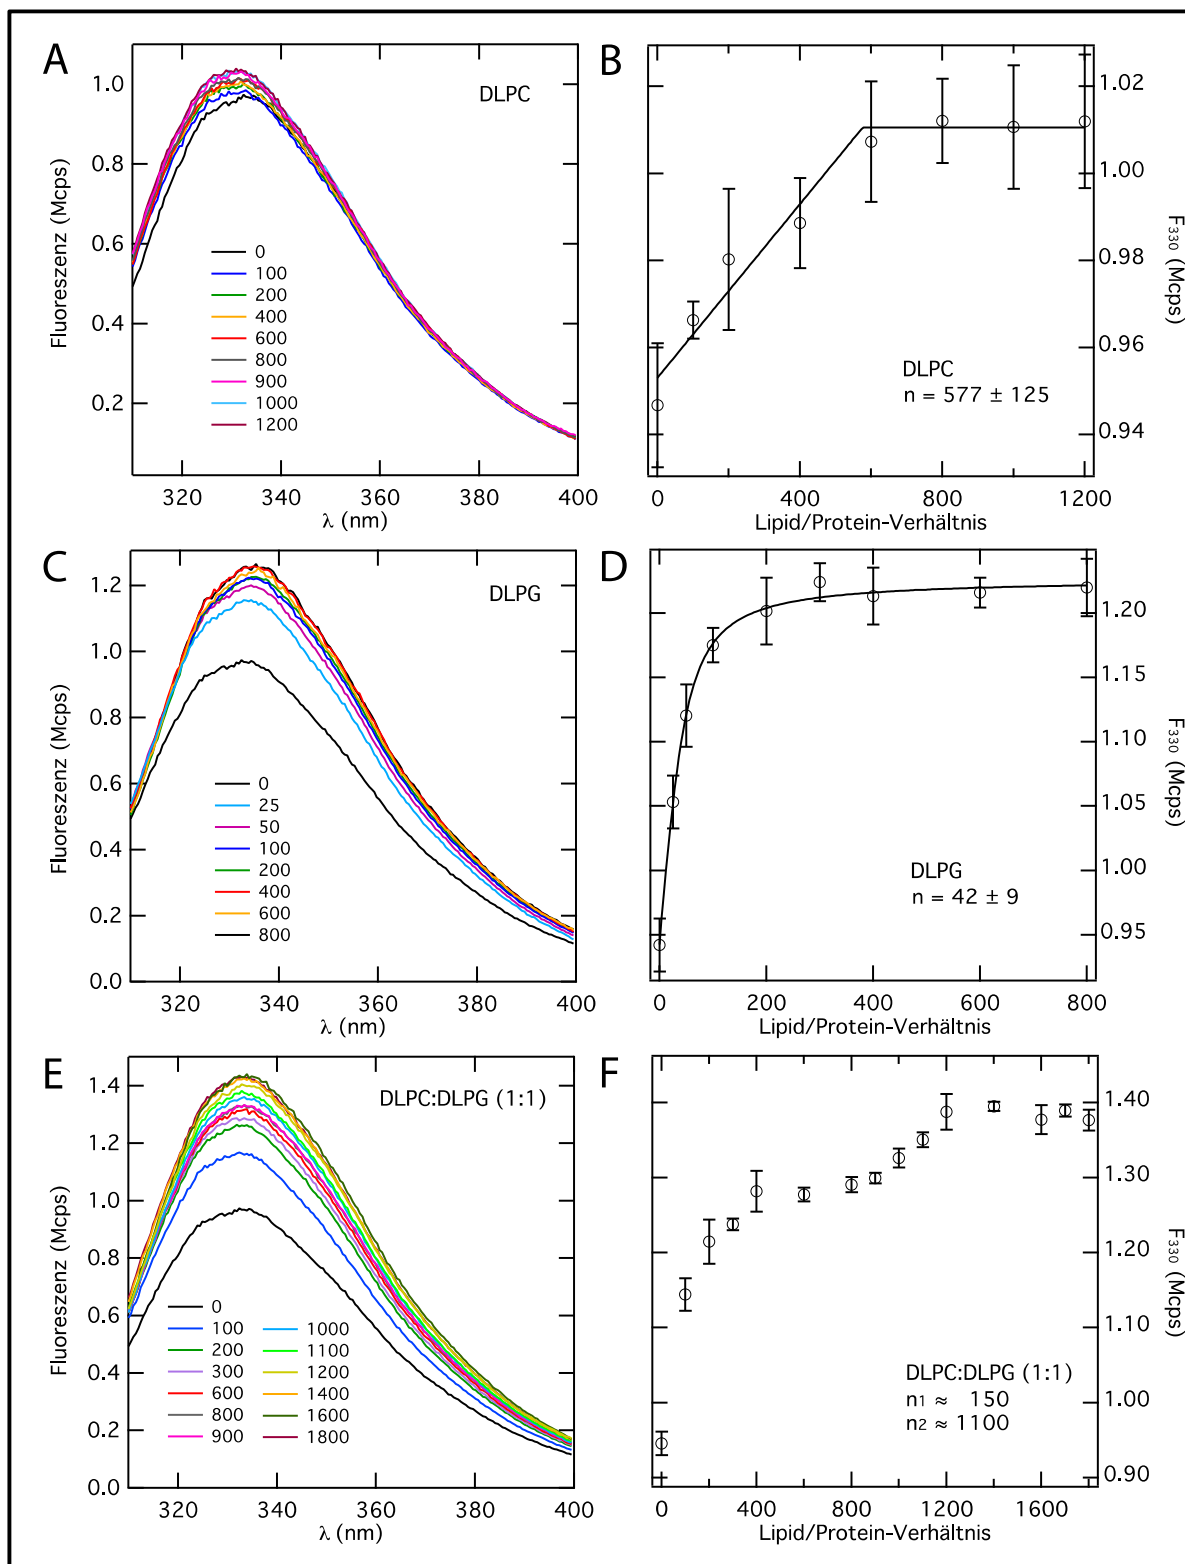 A
DLPC
1.0
0.8
0.6
0.4
0.2
Fluoreszenz (Mcps)
0
100
200
400
600
800
900
1000
1200
320 340 360 380 400
λ (nm)
B
1.02
1.00
0.98
0.96
0.94
F330 (Mcps)
DLPC
n = 577 ± 125
0 400 800 1200
Lipid/Protein-Verhältnis
C
DLPG
1.2
1.0
0.8
0.6
0.4
0.2
0.0
Fluoreszenz (Mcps)
0
25
50
100
200
400
600
800
320 340 360 380 400
λ (nm)
D
1.20
1.15
1.10
1.05
1.00
0.95
F330 (Mcps)
DLPG
n = 42 ± 9
0 200 400 600 800
Lipid/Protein-Verhältnis
E
DLPC:DLPG (1:1)
1.4
1.2
1.0
0.8
0.6
0.4
0.2
0.0
Fluoreszenz (Mcps)
0
100 1000
200 1100
300 1200
600 1400
800 1600
900 1800
320 340 360 380 400
λ (nm)
F
1.40
1.30
1.20
1.10
1.00
0.90
F330 (Mcps)
DLPC:DLPG (1:1)
n1 ≈ 150
n2 ≈ 1100
0 400 800 1200 1600
Lipid/Protein-Verhältnis